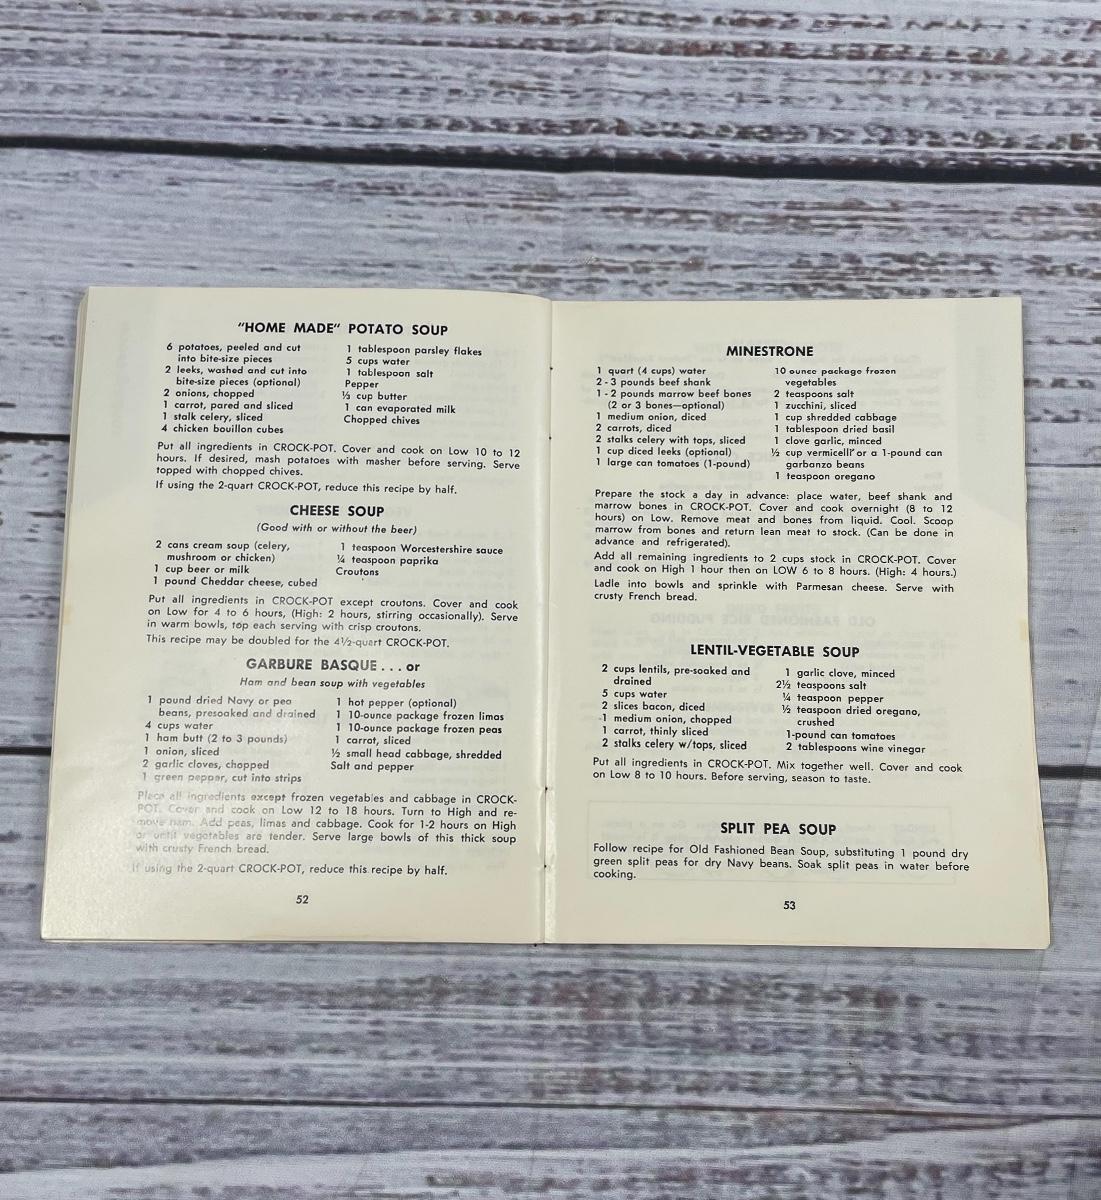 "HOME MADE" POTATO SOUP
6 potatoes, peeled and cut
into bite-size pieces
2 leeks, washed and cut into
bite-size pieces (optional)
2 onions, chopped
1 carrot, pared and sliced
1 stalk celery, sliced
4 chicken bouillon cubes
1 tablespoon parsley flakes
5 cups water
1 tablespoon salt
Pepper
⅓ cup butter
1 can evaporated milk
Chopped chives
Put all ingredients in CROCK-POT. Cover and cook on Low 10 to 12
hours. If desired, mash potatoes with masher before serving. Serve
topped with chopped chives.
If using the 2-quart CROCK-POT, reduce this recipe by half.
CHEESE SOUP
(Good with or without the beer)
2 cans cream soup (celery,
mushroom or chicken)
1 cup beer or milk
1 pound Cheddar cheese, cubed
1 teaspoon Worcestershire sauce
¼ teaspoon paprika
Croutons
Put all ingredients in CROCK-POT except croutons. Cover and cook
on Low for 4 to 6 hours, (High: 2 hours, stirring occasionally). Serve
in warm bowls, top each serving with crisp croutons.
This recipe may be doubled for the 4½-quart CROCK-POT.
GARBURE BASQUE . . . or
Ham and bean soup with vegetables
1 pound dried Navy or pea
beans, presoaked and drained
4 cups water
1 ham butt (2 to 3 pounds)
1 onion, sliced
2 garlic cloves, chopped
1 green pepper, cut into strips
1 hot pepper (optional)
1 10-ounce package frozen limas
1 10-ounce package frozen peas
1 carrot, sliced
½ small head cabbage, shredded
Salt and pepper
Place all ingredients except frozen vegetables and cabbage in CROCK-
POT. Cover and cook on Low 12 to 18 hours. Turn to High and re-
move ham. Add peas, limas and cabbage. Cook for 1-2 hours on High
or until vegetables are tender. Serve large bowls of this thick soup
with crusty French bread.
If using the 2-quart CROCK-POT, reduce this recipe by half.
52
MINESTRONE
1 quart (4 cups) water
2 - 3 pounds beef shank
1 - 2 pounds marrow beef bones
(2 or 3 bones—optional)
1 medium onion, diced
2 carrots, diced
2 stalks celery with tops, sliced
1 cup diced leeks (optional)
1 large can tomatoes (1-pound)
10 ounce package frozen
vegetables
2 teaspoons salt
1 zucchini, sliced
1 cup shredded cabbage
1 tablespoon dried basil
1 clove garlic, minced
½ cup vermicelli or a 1-pound can
garbanzo beans
1 teaspoon oregano
Prepare the stock a day in advance: place water, beef shank and
marrow bones in CROCK-POT. Cover and cook overnight (8 to 12
hours) on Low. Remove meat and bones from liquid. Cool. Scoop
marrow from bones and return lean meat to stock. (Can be done in
advance and refrigerated).
Add all remaining ingredients to 2 cups stock in CROCK-POT. Cover
and cook on High 1 hour then on LOW 6 to 8 hours. (High: 4 hours.)
Ladle into bowls and sprinkle with Parmesan cheese. Serve with
crusty French bread.
LENTIL-VEGETABLE SOUP
2 cups lentils, pre-soaked and
drained
5 cups water
2 slices bacon, diced
1 medium onion, chopped
1 carrot, thinly sliced
2 stalks celery w/tops, sliced
1 garlic clove, minced
2½ teaspoons salt
¼ teaspoon pepper
½ teaspoon dried oregano,
crushed
1-pound can tomatoes
2 tablespoons wine vinegar
Put all ingredients in CROCK-POT. Mix together well. Cover and cook
on Low 8 to 10 hours. Before serving, season to taste.
SPLIT PEA SOUP
Follow recipe for Old Fashioned Bean Soup, substituting 1 pound dry
green split peas for dry Navy beans. Soak split peas in water before
cooking.
53